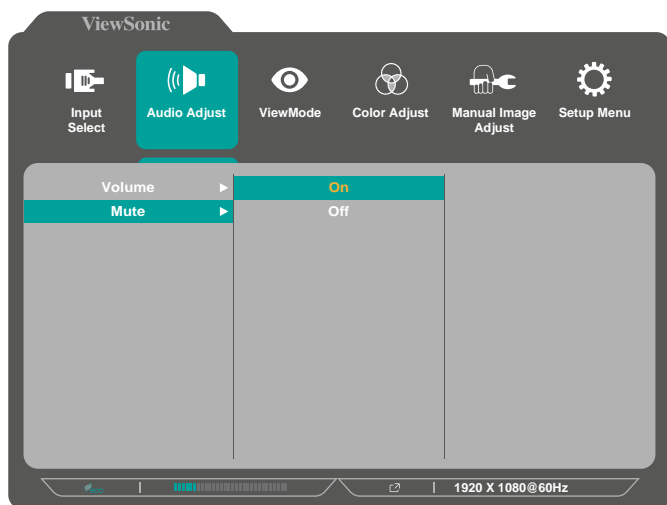 ViewSonic
Input
Select
Audio Adjust
ViewMode
Color Adjust
Manual Image
Adjust
Setup Menu
Volume
On
Mute
Off
1920 X 1080@60Hz